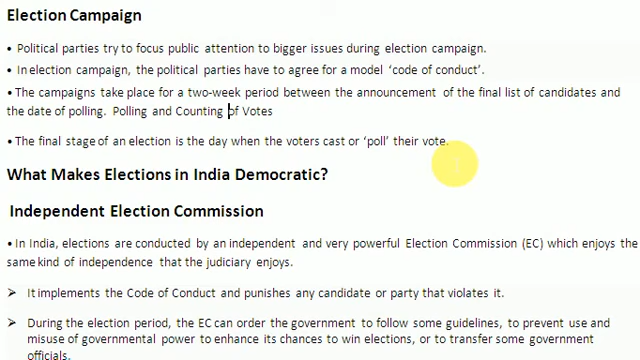 Election Campaign
• Political parties try to focus public attention to bigger issues during election campaign.
• In election campaign, the political parties have to agree for a model ‘code of conduct’.
• The campaigns take place for a two-week period between the announcement of the final list of candidates and
the date of polling. Polling and Counting of Votes
• The final stage of an election is the day when the voters cast or ‘poll’ their vote.
What Makes Elections in India Democratic?
Independent Election Commission
• In India, elections are conducted by an independent and very powerful Election Commission (EC) which enjoys the
same kind of independence that the judiciary enjoys.
➢ It implements the Code of Conduct and punishes any candidate or party that violates it.
➢ During the election period, the EC can order the government to follow some guidelines, to prevent use and
misuse of governmental power to enhance its chances to win elections, or to transfer some government
officials.